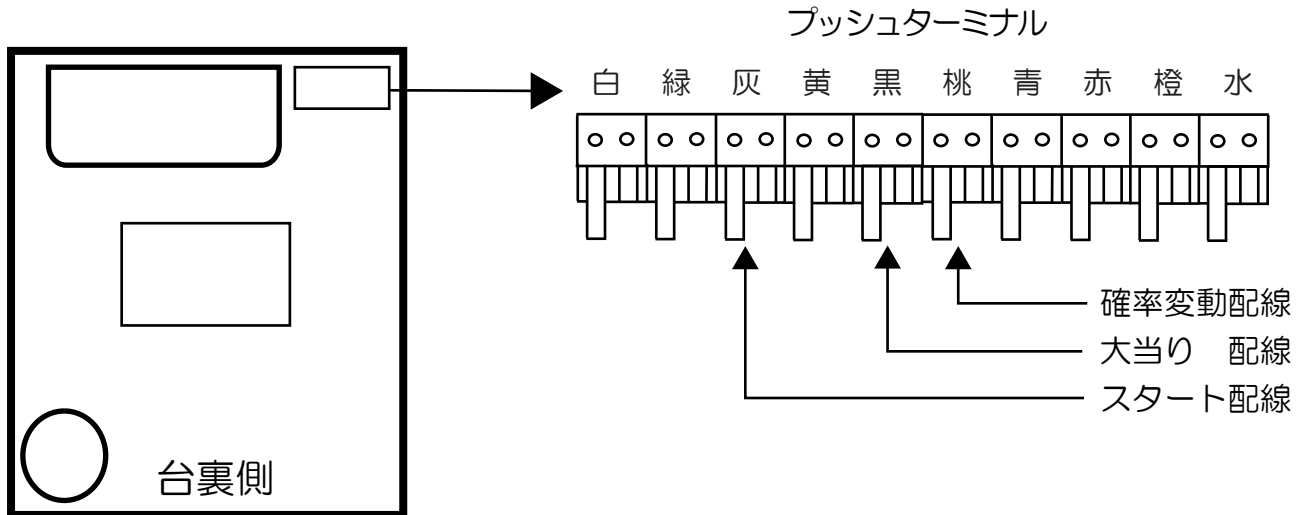 プッシュターミナル
白 緑 灰 黄 黒 桃 青 赤 橙 水
確率変動配線
大当り　配線
スタート配線
台裏側